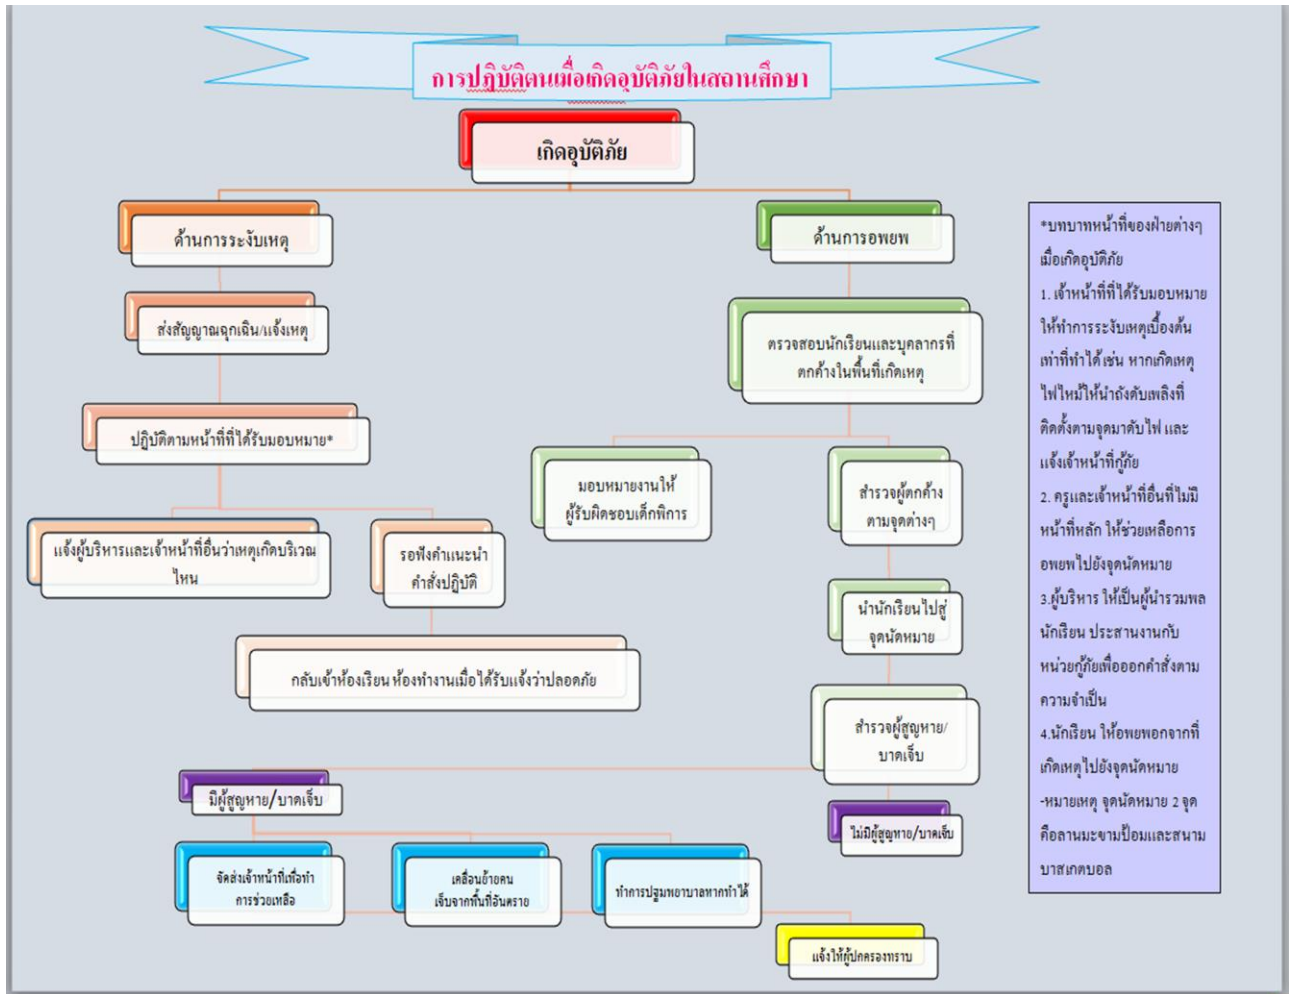 การปฏิบัติตนเมื่อเกิดอุบัติภัยในสถานศึกษา
เกิดอุบัติภัย
ด้านการระงับเหตุ
ด้านการอพยพ
ส่งสัญญาณฉุกเฉิน/แจ้งเหตุ
ตรวจสอบนักเรียนและบุคลากรที่
ตกค้างในพื้นที่เกิดเหตุ
ปฏิบัติตามหน้าที่ที่ได้รับมอบหมาย*
มอบหมายงานให้
ผู้รับผิดชอบเด็กพิการ
สำรวจผู้ตกค้าง
ตามจุดต่างๆ
แจ้งผู้บริหารและเจ้าหน้าที่อื่นว่าเหตุเกิดบริเวณ
ไหน
รอฟังคำแนะนำ
คำสั่งปฏิบัติ
นำนักเรียนไปสู่
จุดนัดหมาย
กลับเข้าห้องเรียน ห้องทำงานเมื่อได้รับแจ้งว่าปลอดภัย
สำรวจผู้สูญหาย/
บาดเจ็บ
มีผู้สูญหาย/บาดเจ็บ
ไม่มีผู้สูญหาย/บาดเจ็บ
จัดส่งเจ้าหน้าที่เพื่อทำ
การช่วยเหลือ
เคลื่อนย้ายคน
เจ็บจากพื้นที่อันตราย
ทำการปฐมพยาบาลหากทำได้
แจ้งให้ผู้ปกครองทราบ
*บทบาทหน้าที่ของฝ่ายต่างๆ
เมื่อเกิดอุบัติภัย
1. เจ้าหน้าที่ที่ได้รับมอบหมาย
ให้ทำการระงับเหตุเบื้องต้น
เท่าที่ทำได้ เช่น หากเกิดเหตุ
ไฟไหม้ให้นำถังดับเพลิงที่
ติดตั้งตามจุดมาดับไฟ และ
แจ้งเจ้าหน้าที่กู้ภัย
2. ครูและเจ้าหน้าที่อื่นที่ไม่มี
หน้าที่หลัก ให้ช่วยเหลือการ
อพยพไปยังจุดนัดหมาย
3.ผู้บริหาร ให้เป็นผู้นำรวมพล
นักเรียน ประสานงานกับ
หน่วยกู้ภัยเพื่อออกคำสั่งตาม
ความจำเป็น
4.นักเรียน ให้อพยพออกจากที่
เกิดเหตุไปยังจุดนัดหมาย
-หมายเหตุ จุดนัดหมาย 2 จุด
คือลานมะขามป้อมและสนาม
บาสเกตบอล